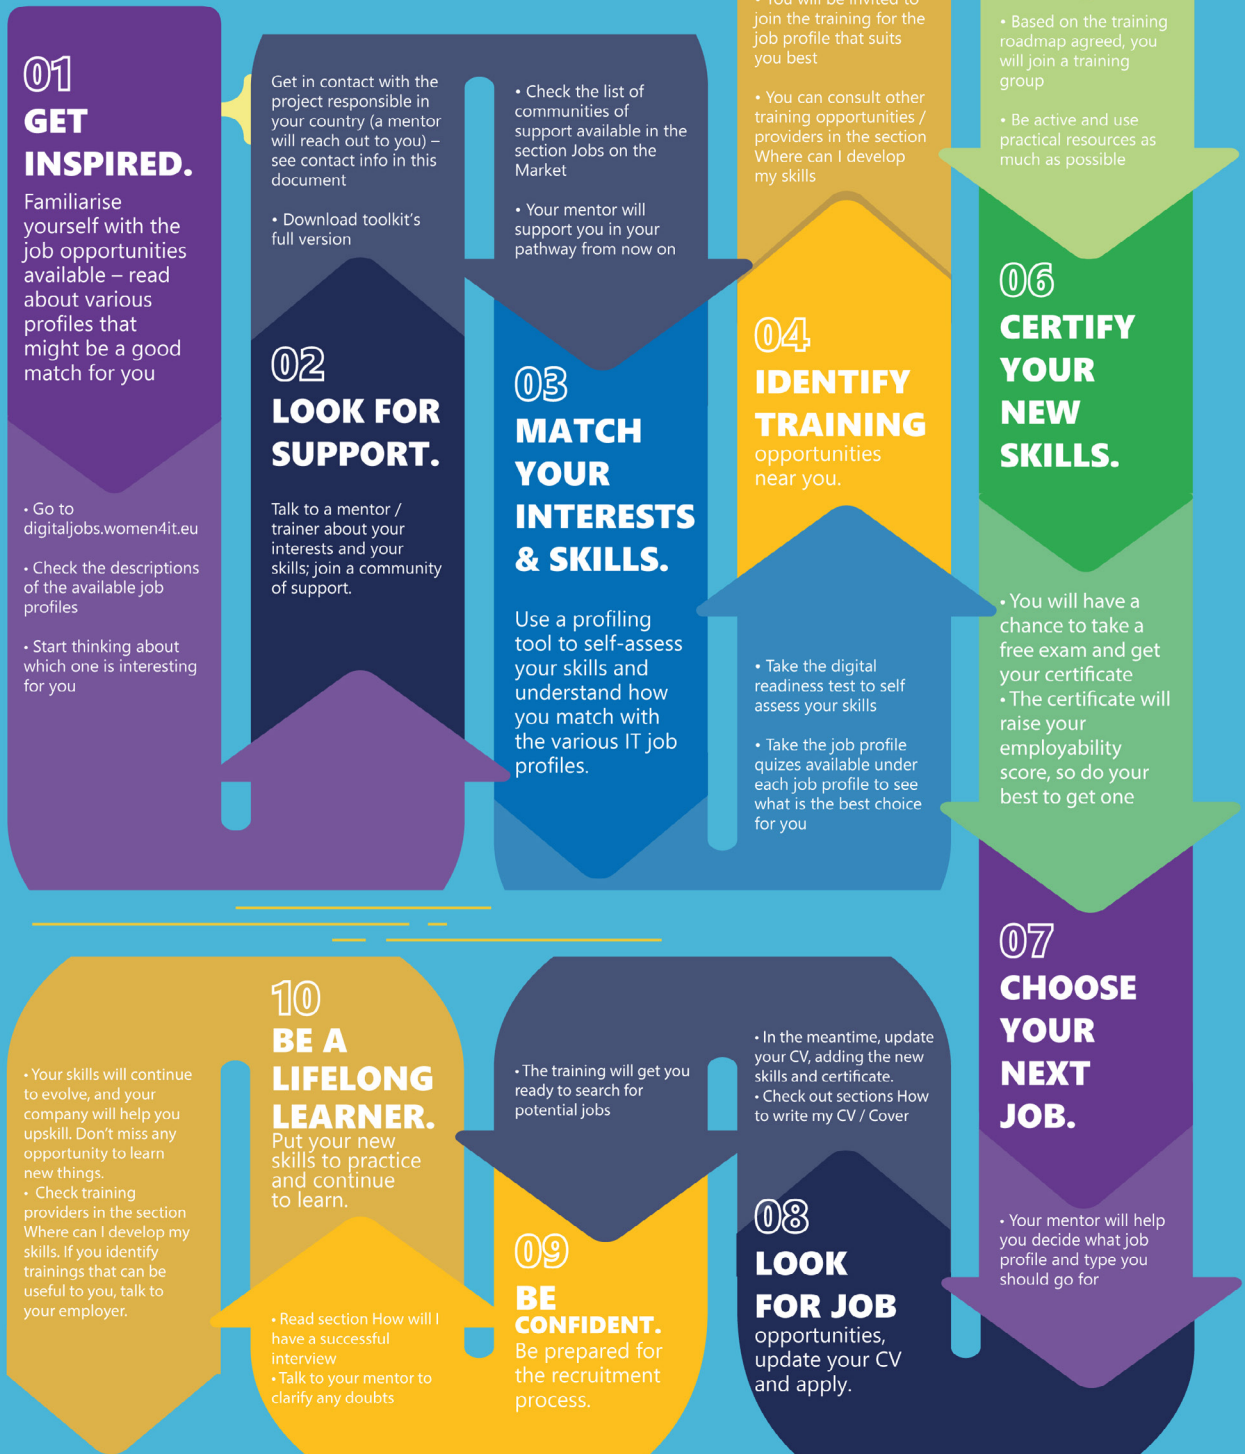 01
GET
INSPIRED.
Familiarise
yourself with the
job opportunities
available – read
about various
profiles that
might be a good
match for you
• Go to
digitaljobs.women4it.eu
• Check the descriptions
of the available job
profiles
• Start thinking about
which one is interesting
for you
Get in contact with the
project responsible in
your country (a mentor
will reach out to you) –
see contact info in this
document
• Download toolkit's
full version
02
LOOK FOR
SUPPORT.
Talk to a mentor /
trainer about your
interests and your
skills; join a community
of support.
• Check the list of
communities of
support available in the
section Jobs on the
Market
• Your mentor will
support you in your
pathway from now on
03
MATCH
YOUR
INTERESTS
& SKILLS.
Use a profiling
tool to self-assess
your skills and
understand how
you match with
the various IT job
profiles.
• You will be invited to
join the training for the
job profile that suits
you best
• You can consult other
training opportunities /
providers in the section
Where can I develop
my skills
04
IDENTIFY
TRAINING
opportunities
near you.
• Take the digital
readiness test to self
assess your skills
• Take the job profile
quizes available under
each job profile to see
what is the best choice
for you
• Based on the training
roadmap agreed, you
will join a training
group
• Be active and use
practical resources as
much as possible
06
CERTIFY
YOUR
NEW
SKILLS.
• You will have a
chance to take a
free exam and get
your certificate
• The certificate will
raise your
employability
score, so do your
best to get one
07
CHOOSE
YOUR
NEXT
JOB.
• Your mentor will help
you decide what job
profile and type you
should go for
• In the meantime, update
your CV, adding the new
skills and certificate.
• Check out sections How
to write my CV / Cover
08
LOOK
FOR JOB
opportunities,
update your CV
and apply.
• The training will get you
ready to search for
potential jobs
09
BE
CONFIDENT.
Be prepared for
the recruitment
process.
10
BE A
LIFELONG
LEARNER.
Put your new
skills to practice
and continue
to learn.
• Read section How will I
have a successful
interview
• Talk to your mentor to
clarify any doubts
• Your skills will continue
to evolve, and your
company will help you
upskill. Don't miss any
opportunity to learn
new things.
• Check training
providers in the section
Where can I develop my
skills. If you identify
trainings that can be
useful to you, talk to
your employer.